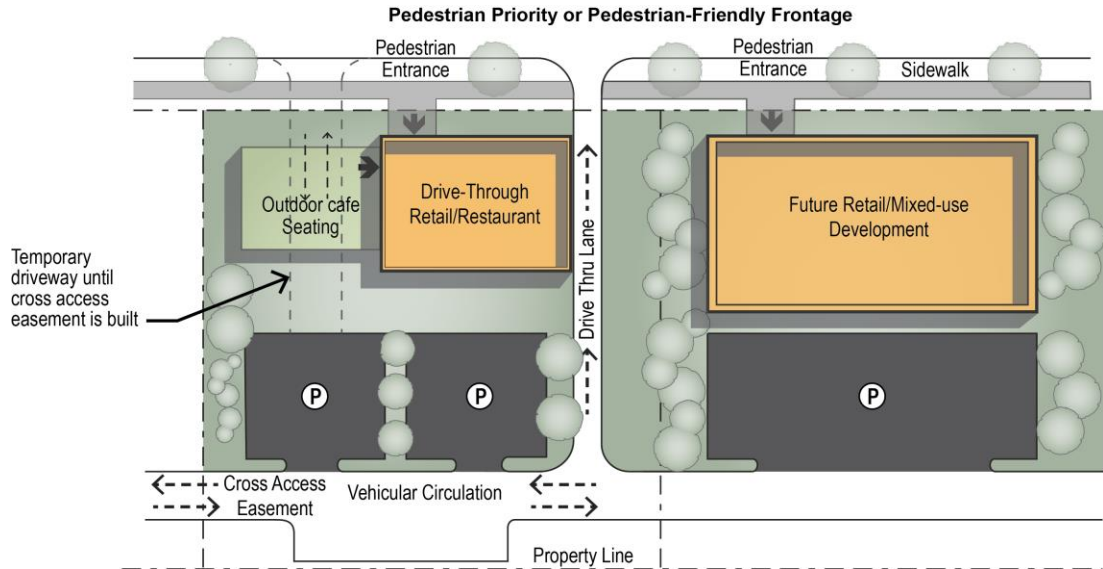 Pedestrian Priority or Pedestrian-Friendly Frontage
Pedestrian
Entrance
Pedestrian
Entrance
Sidewalk
Outdoor cafe
Seating
Drive-Through
Retail/Restaurant
Future Retail/Mixed-use
Development
Temporary
driveway until
cross access
easement is built
Drive Thru Lane
P
P
P
Cross Access
Easement
Vehicular Circulation
Property Line